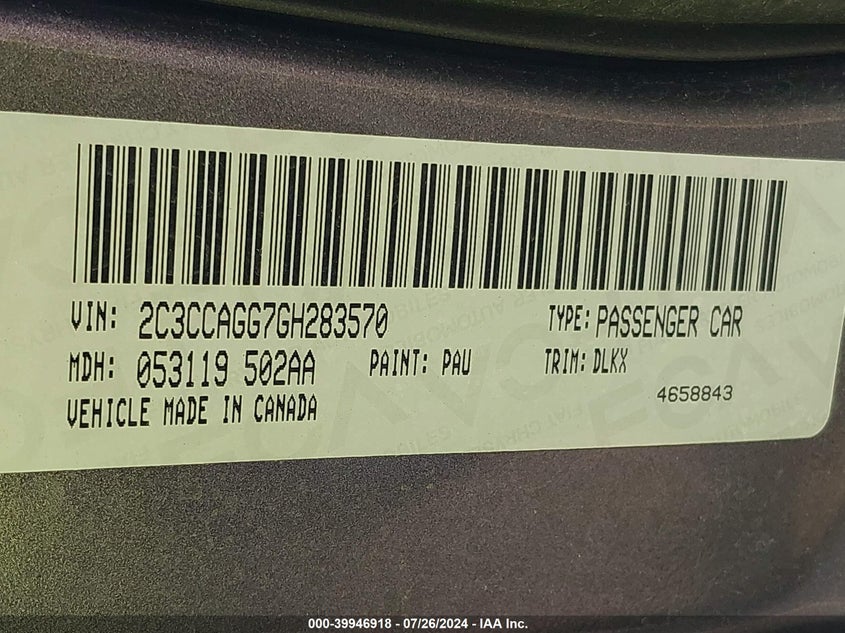 VIN: 2C3CCAGG7GH283570 TYPE: PASSENGER CAR
MDH: 053119 502AA PAINT: PAU TRIM: DLKX
4658843
VEHICLE MADE IN CANADA
000-39946918 - 07/26/2024 - IAA Inc.